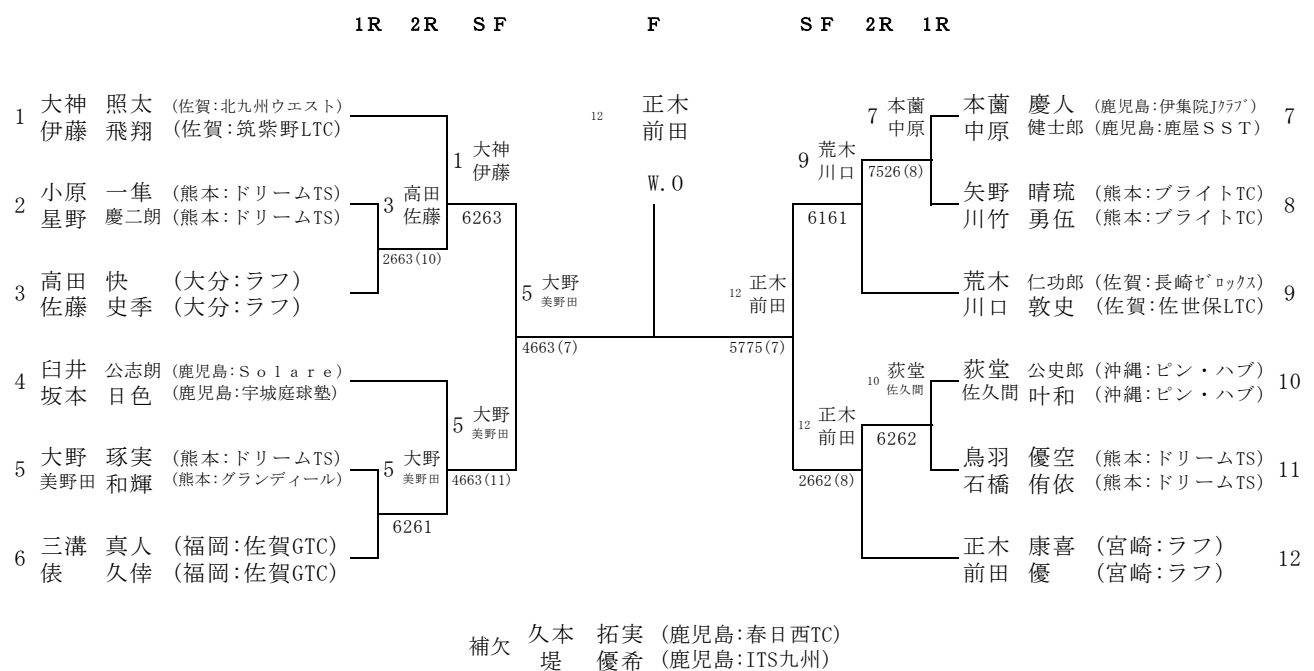 1R 2R SF F SF 2R 1R
1 大神 照太 (佐賀:北九州ウエスト)
伊藤 飛翔 (佐賀:筑紫野LTC)
2 小原 一隼 (熊本:ドリームTS)
星野 慶二朗 (熊本:ドリームTS)
3 高田 快 (大分:ラフ)
佐藤 史季 (大分:ラフ)
4 臼井 公志朗 (鹿児島:Solare)
坂本 日色 (鹿児島:宇城庭球塾)
5 大野 琢実 (熊本:ドリームTS)
美野田 和輝 (熊本:グランディール)
6 三溝 真人 (福岡:佐賀GTC)
俵 久倖 (福岡:佐賀GTC)
3 高田
佐藤
2663(10)
5 大野
美野田
6261
1 大神
伊藤
6263
5 大野
美野田
4663(11)
5 大野
美野田
4663(7)
12 正木
前田
W.O
12 正木
前田
5775(7)
9 荒木
川口
6161
12 正木
前田
2662(8)
7 本薗
中原
7526(8)
10 荻堂
佐久間
6262
本薗 慶人 (鹿児島:伊集院Jクラブ) 7
中原 健士郎 (鹿児島:鹿屋SST)
矢野 晴琉 (熊本:ブライトTC) 8
川竹 勇伍 (熊本:ブライトTC)
荒木 仁功郎 (佐賀:長崎ゼロックス) 9
川口 敦史 (佐賀:佐世保LTC)
荻堂 公史郎 (沖縄:ピン・ハブ) 10
佐久間 叶和 (沖縄:ピン・ハブ)
鳥羽 優空 (熊本:ドリームTS) 11
石橋 侑依 (熊本:ドリームTS)
正木 康喜 (宮崎:ラフ) 12
前田 優 (宮崎:ラフ)
補欠 久本 拓実 (鹿児島:春日西TC)
堤 優希 (鹿児島:ITS九州)